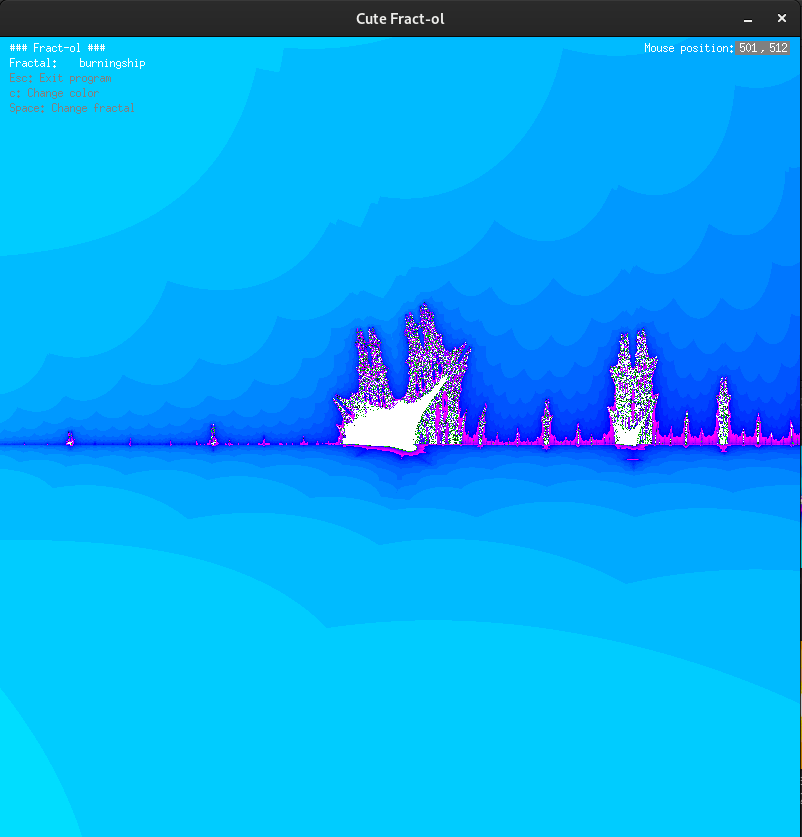 Cute Fract-ol
### Fract-ol ###
Mouse position: 501, 512
Fractal: burningship
Esc: Exit program
c: Change color
Space: Change fractal